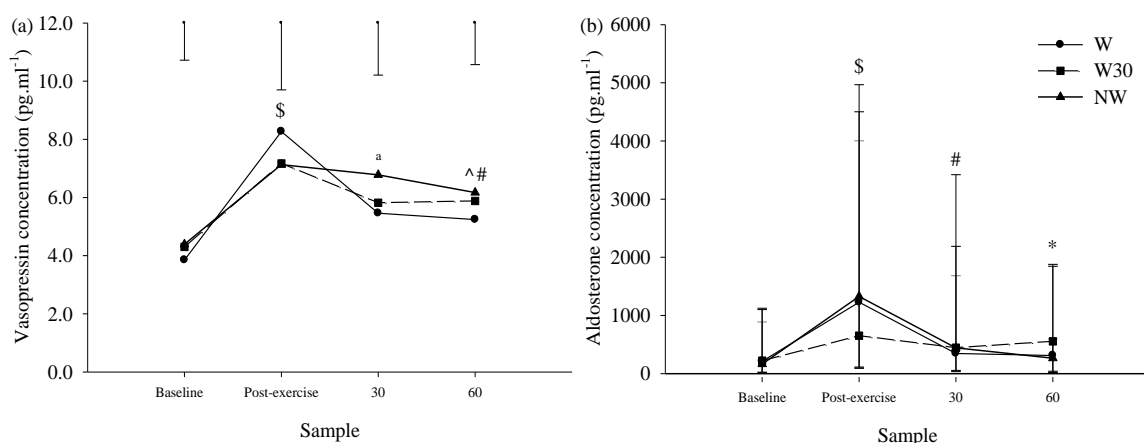 (a)
Vasopressin concentration (pg.ml-1)
12.0
10.0
8.0
6.0
4.0
2.0
0.0
$
a
^ #
Baseline
Post-exercise
30
60
Sample
(b)
Aldosterone concentration (pg.ml-1)
6000
5000
4000
3000
2000
1000
0
$
#
*
W
W30
NW
Baseline
Post-exercise
30
60
Sample